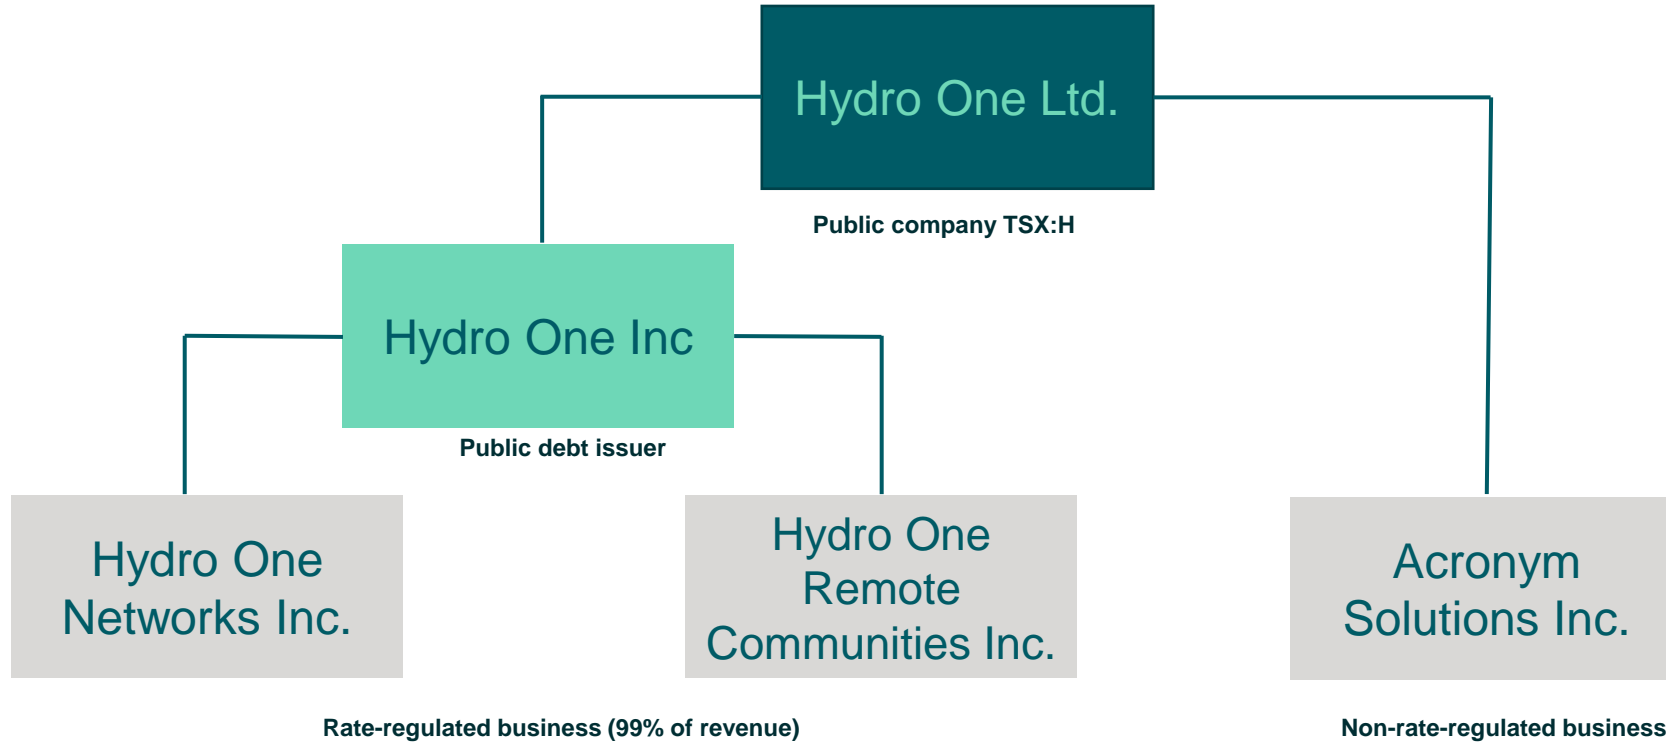 Hydro One Ltd.
Public company TSX:H
Hydro One Inc
Public debt issuer
Hydro One
Networks Inc.
Hydro One
Remote
Communities Inc.
Acronym
Solutions Inc.
Rate-regulated business (99% of revenue)
Non-rate-regulated business